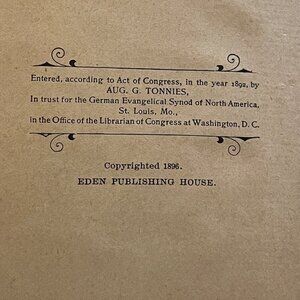 Entered, according to Act of Congress, in the year 1892, by
AUG. G. TONNIES,
In trust for the German Evangelical Synod of North America,
St. Louis, Mo.,
in the Office of the Librarian of Congress at Washington, D. C.
Copyrighted 1896.
EDEN PUBLISHING HOUSE.